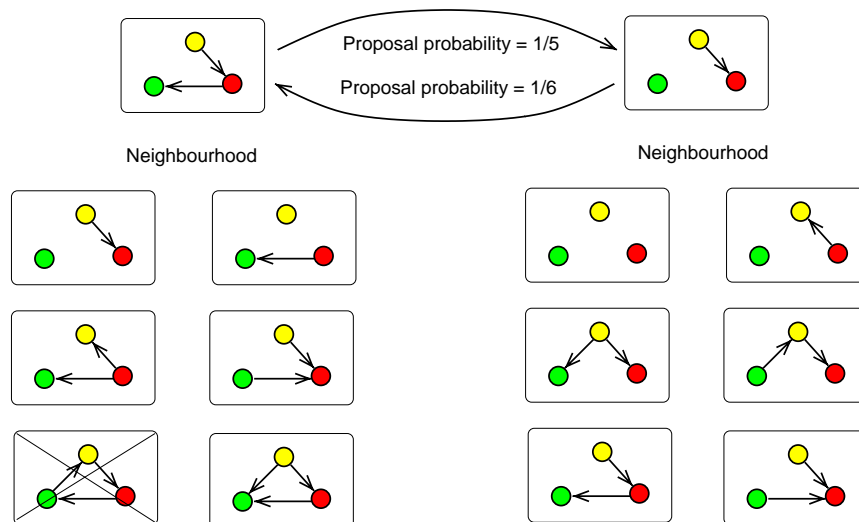 Proposal probability = 1/5
Proposal probability = 1/6
Neighbourhood
Neighbourhood